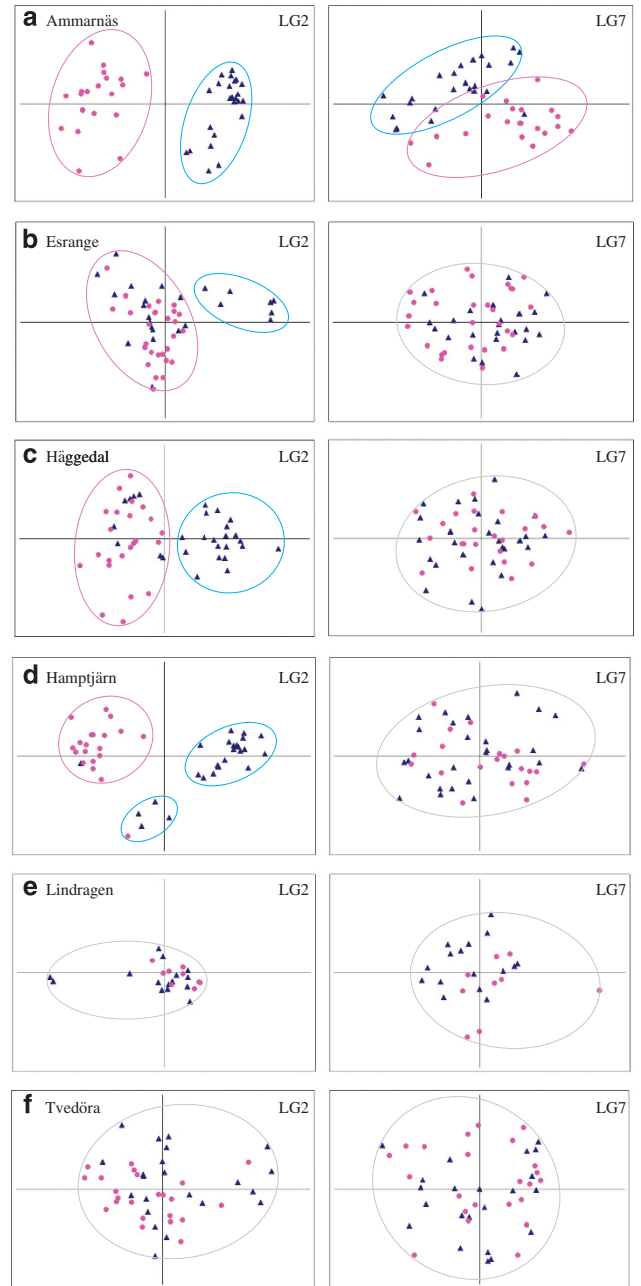 a Ammarnäs LG2 LG7
b Esrange LG2 LG7
c Häggedal LG2 LG7
d Hamptjärn LG2 LG7
e Lindragen LG2 LG7
f Tvedöra LG2 LG7